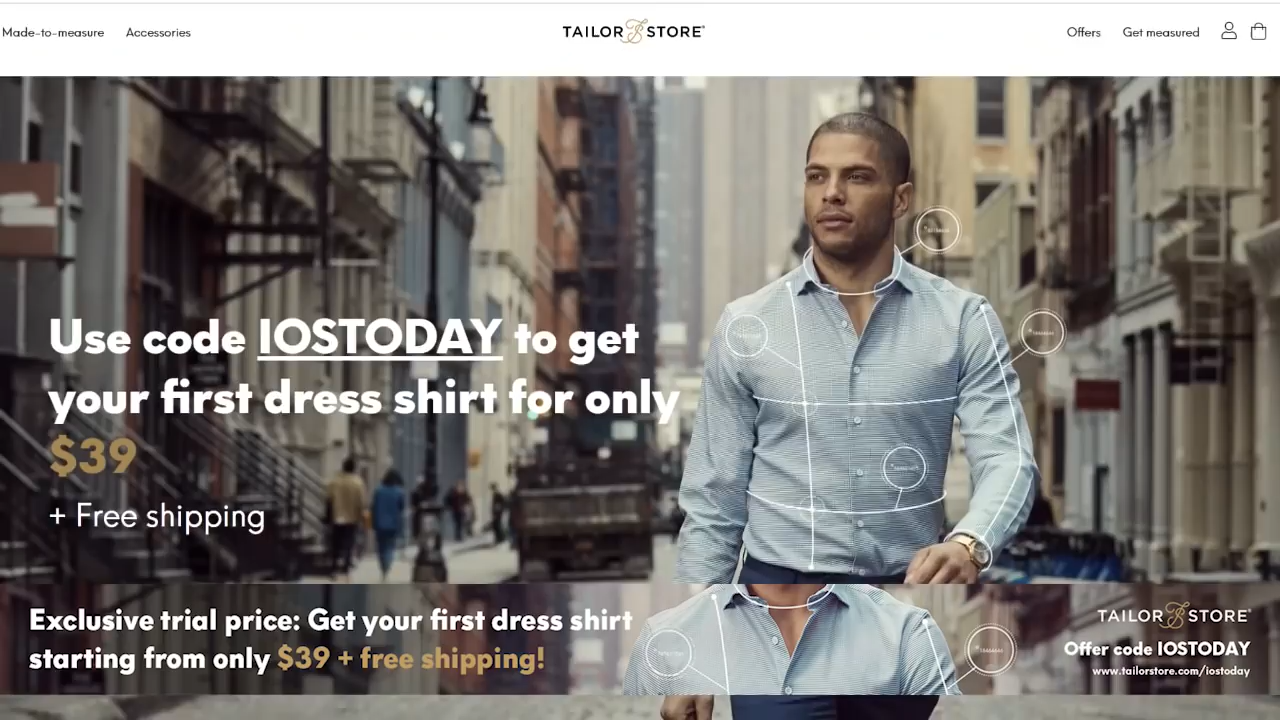 Made-to-measure Accessories TAILOR STORE® Offers Get measured
Use code IOSTODAY to get
your first dress shirt for only
$39
+ Free shipping
Exclusive trial price: Get your first dress shirt
starting from only $39 + free shipping!
TAILOR STORE®
Offer code IOSTODAY
www.tailorstore.com/iostoday